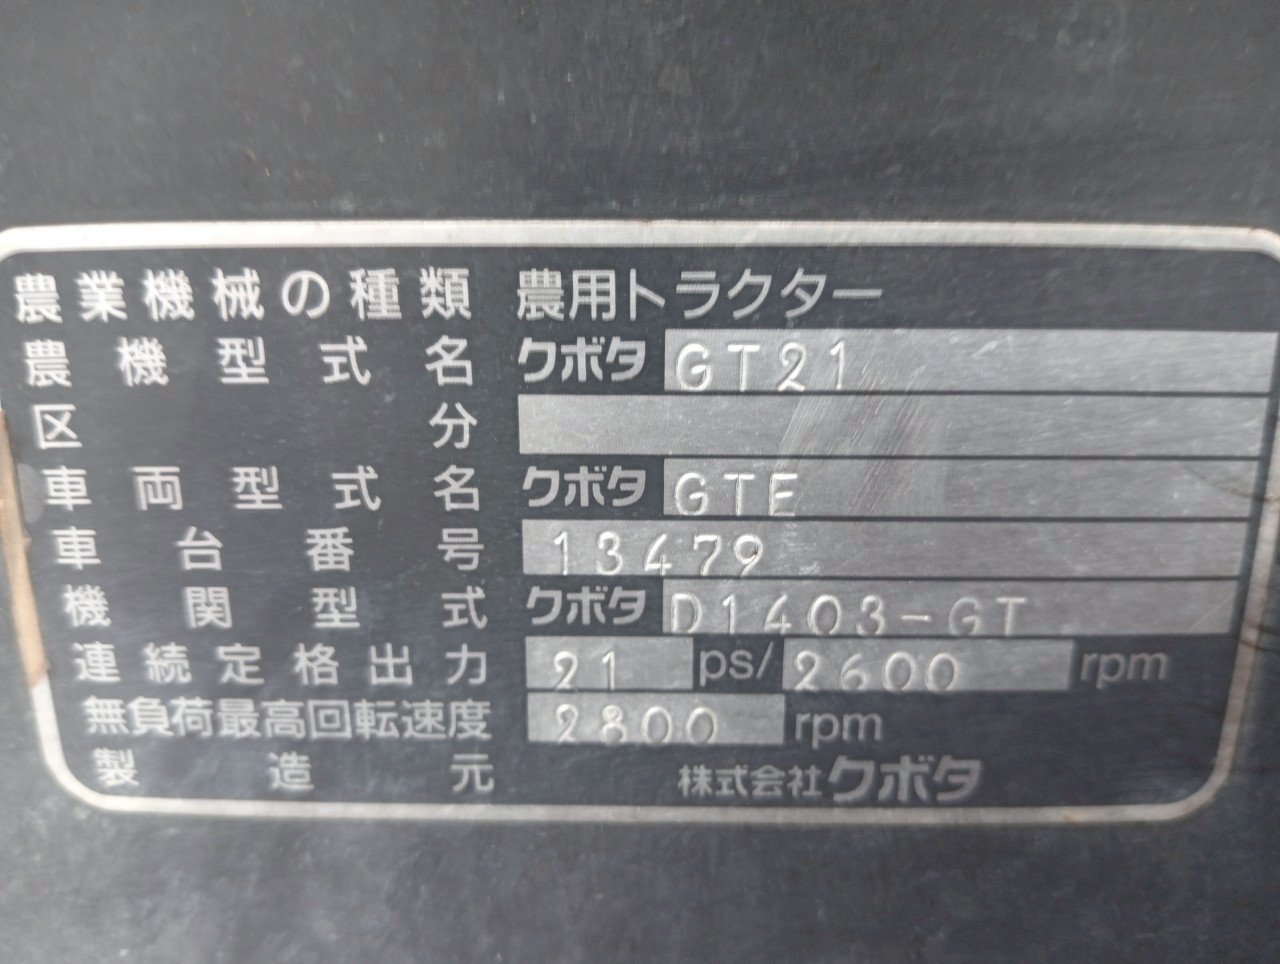 農業機械の種類 農用トラクター
農機型式名 クボタ GT21
区分
車両型式名 クボタ GTE
車台番号 13479
機関型式 クボタ D1403-GT
連続定格出力 21 ps/ 2600 rpm
無負荷最高回転速度 2800 rpm
製造元 株式会社クボタ